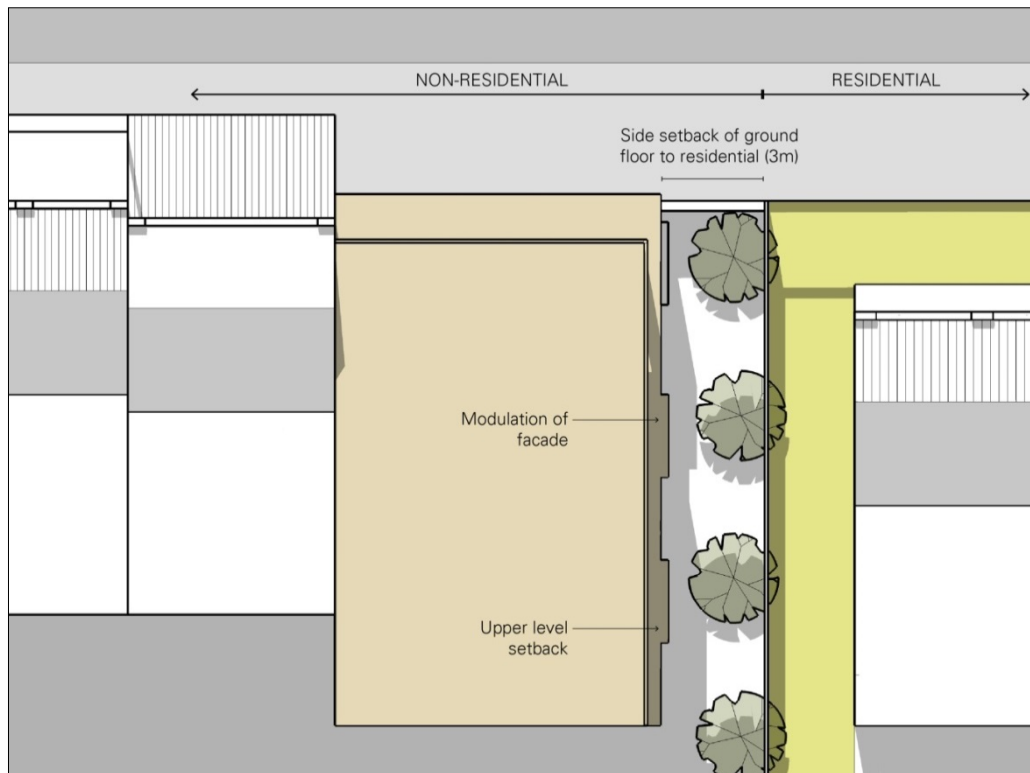 NON-RESIDENTIAL
RESIDENTIAL
Side setback of ground
floor to residential (3m)
Modulation of
facade
Upper level
setback